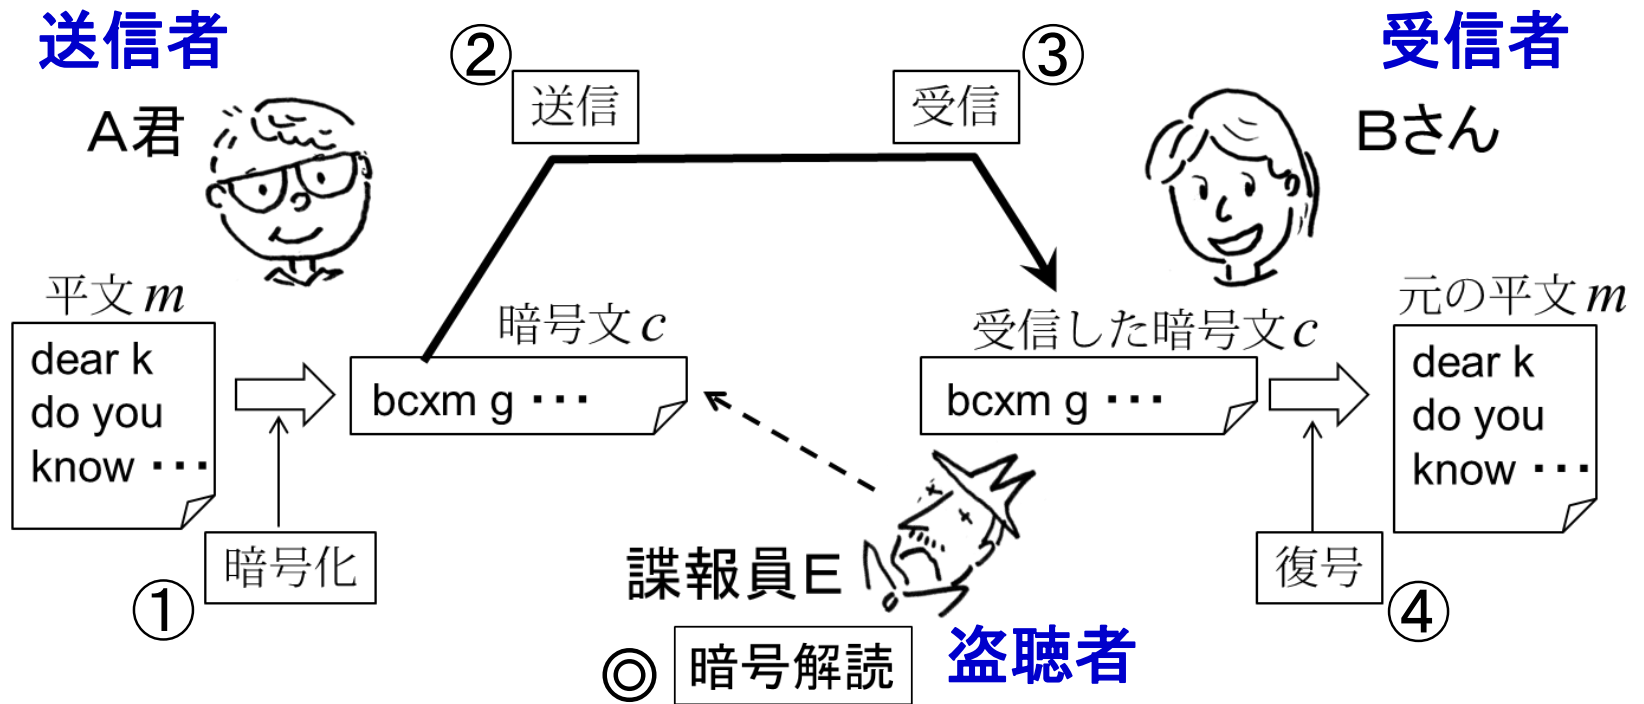 送信者
受信者
②
③
送信
受信
A君
Bさん
平文 m
暗号文 c
受信した暗号文 c
元の平文 m
dear k
do you
know ・・・
bcxm g ・・・
bcxm g ・・・
dear k
do you
know ・・・
暗号化
①
諜報員E
復号
④
◎ 暗号解読
盗聴者